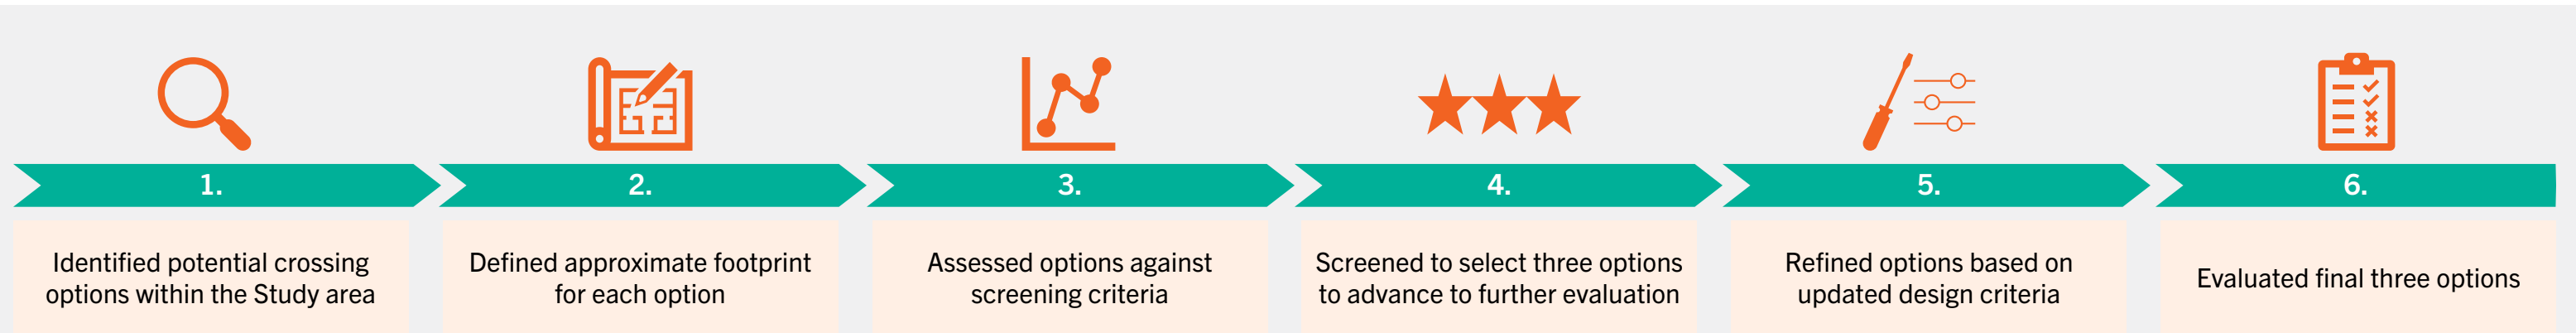 1.
Identified potential crossing
options within the Study area
2.
Defined approximate footprint
for each option
3.
Assessed options against
screening criteria
4.
Screened to select three options
to advance to further evaluation
5.
Refined options based on
updated design criteria
6.
Evaluated final three options